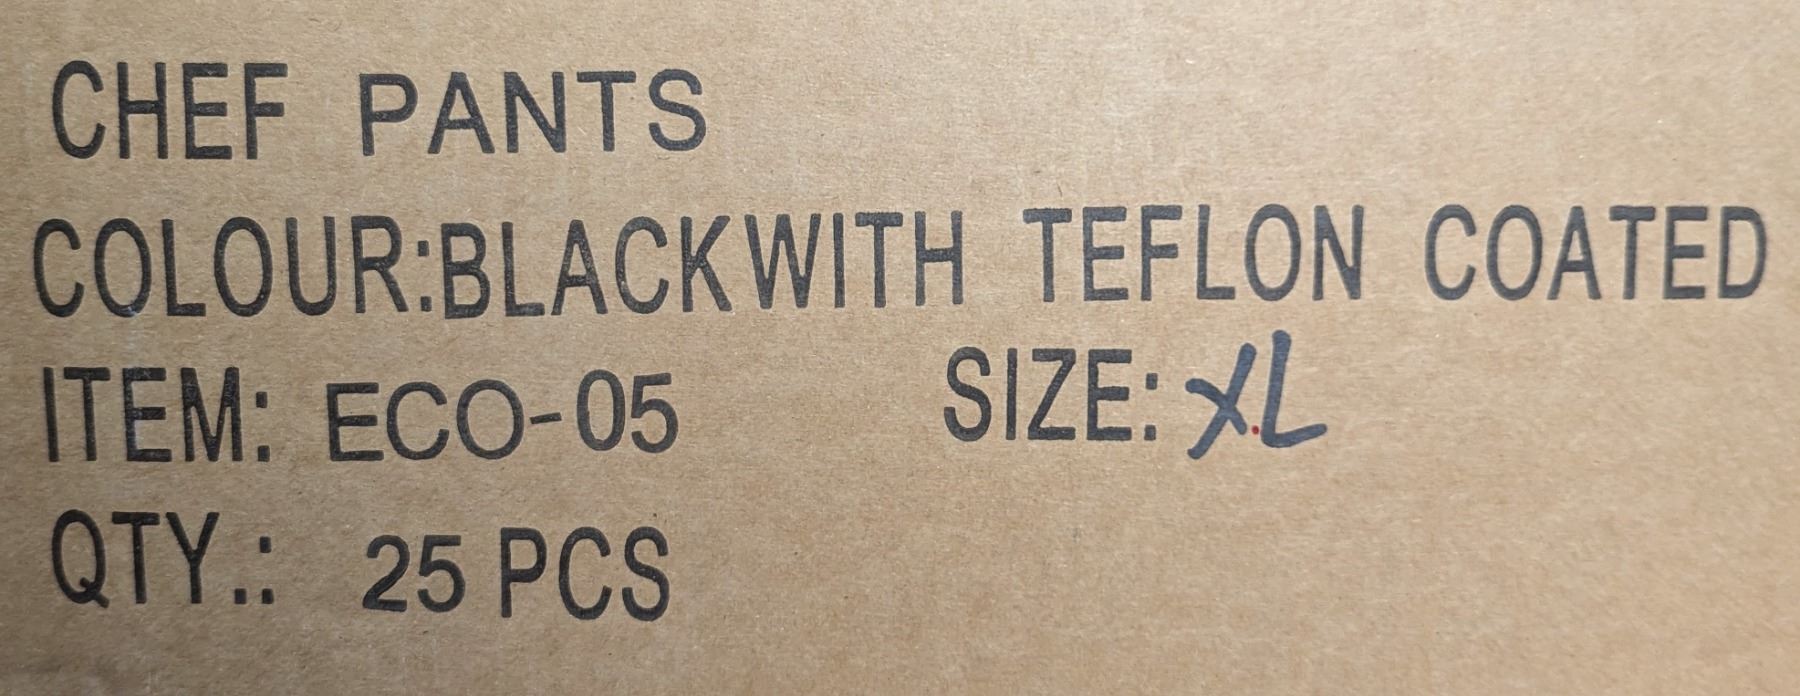 CHEF PANTS
COLOUR:BLACKWITH TEFLON COATED
ITEM: ECO-05 SIZE: XL
QTY.: 25 PCS